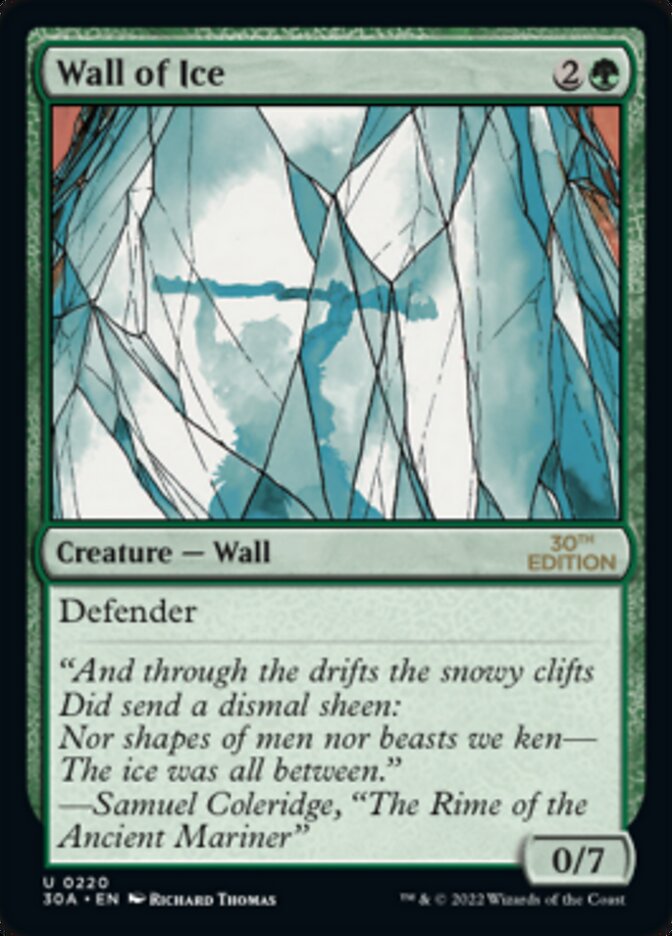 Wall of Ice 2
Creature — Wall
30TH
EDITION
Defender
“And through the drifts the snowy clifts
Did send a dismal sheen:
Nor shapes of men nor beasts we ken—
The ice was all between.”
—Samuel Coleridge, “The Rime of the
Ancient Mariner”
0/7
U 0220
30A • EN Richard Thomas
™ & © 2022 Wizards of the Coast